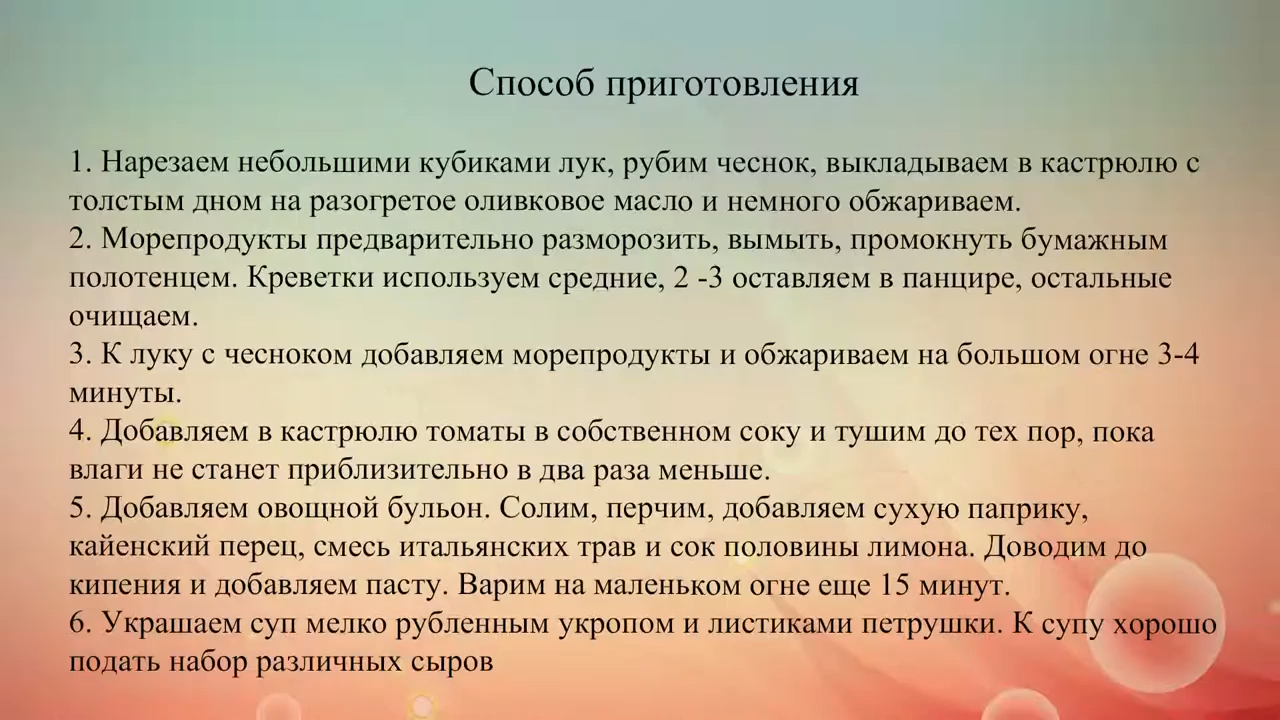 Способ приготовления
1. Нарезаем небольшими кубиками лук, рубим чеснок, выкладываем в кастрюлю с
толстым дном на разогретое оливковое масло и немного обжариваем.
2. Морепродукты предварительно разморозить, вымыть, промокнуть бумажным
полотенцем. Креветки используем средние, 2 -3 оставляем в панцире, остальные
очищаем.
3. К луку с чесноком добавляем морепродукты и обжариваем на большом огне 3-4
минуты.
4. Добавляем в кастрюлю томаты в собственном соку и тушим до тех пор, пока
влаги не станет приблизительно в два раза меньше.
5. Добавляем овощной бульон. Солим, перчим, добавляем сухую паприку,
кайенский перец, смесь итальянских трав и сок половины лимона. Доводим до
кипения и добавляем пасту. Варим на маленьком огне еще 15 минут.
6. Украшаем суп мелко рубленным укропом и листиками петрушки. К супу хорошо
подать набор различных сыров